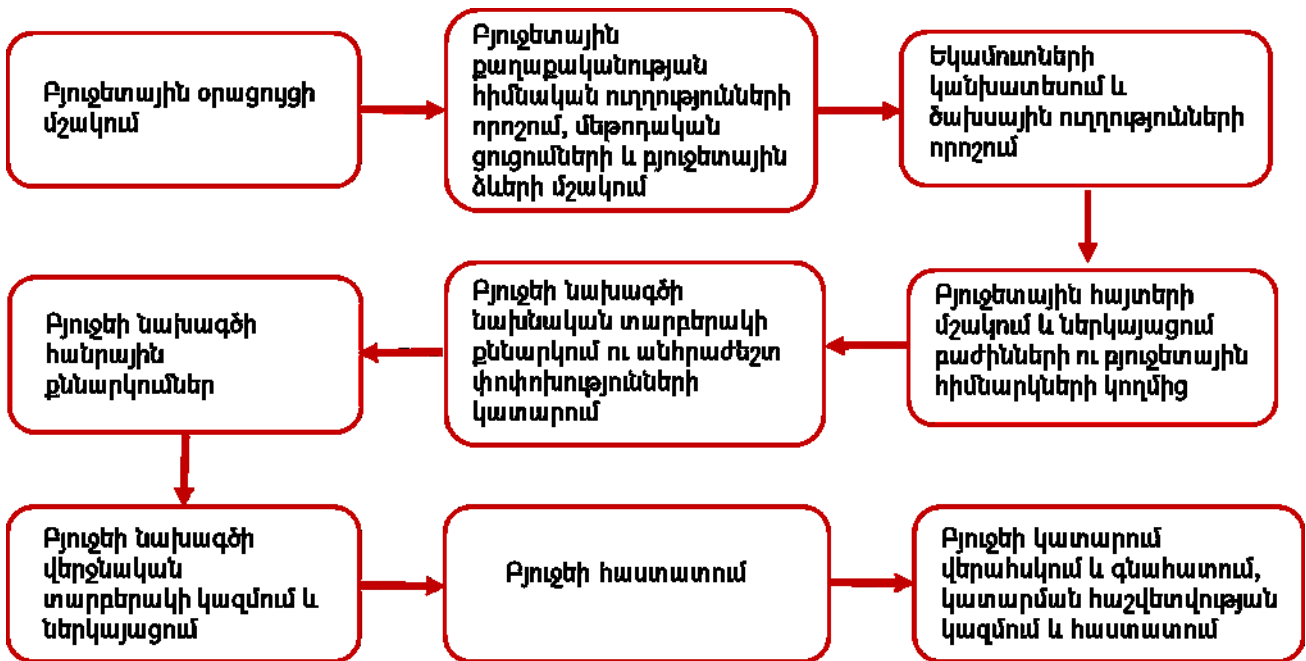 Բյուջետային օրացույցի
մշակում
Բյուջետային
քաղաքականության
հիմնական ուղղությունների
որոշում, մեթոդական
ցուցումների և բյուջետային
ձևերի մշակում
Եկամուտների
կանխատեսում և
ծախսային ուղղությունների
որոշում
Բյուջետային հայտերի
մշակում և ներկայացում
բաժինների ու բյուջետային
հիմնարկների կողմից
Բյուջեի նախագծի
նախնական տարբերակի
քննարկում ու անհրաժեշտ
փոփոխությունների
կատարում
Բյուջեի նախագծի
հանրային
քննարկումներ
Բյուջեի նախագծի
վերջնական
տարբերակի կազմում և
ներկայացում
Բյուջեի հաստատում
Բյուջեի կատարում
վերահսկում և գնահատում,
կատարման հաշվետվության
կազմում և հաստատում